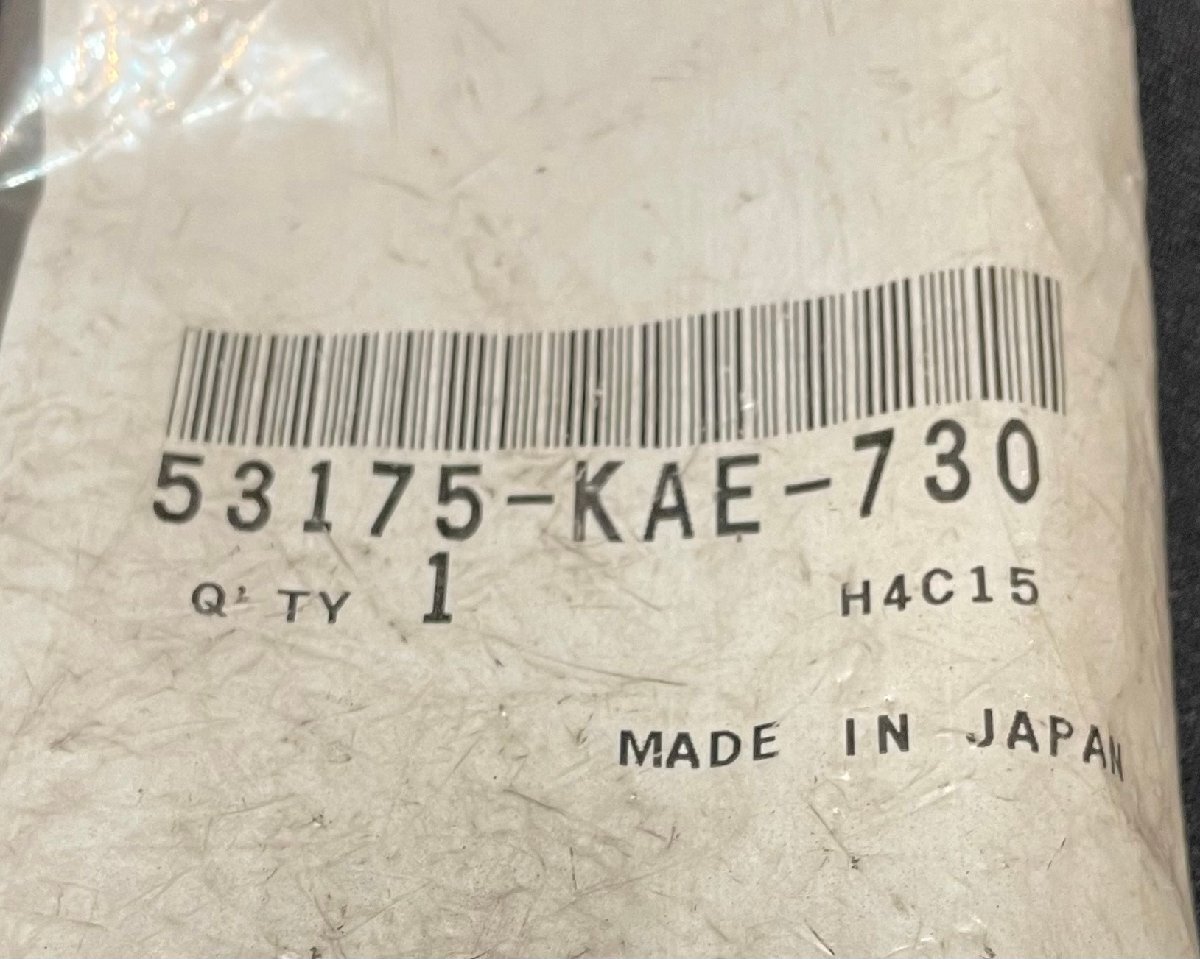 53175-KAE-730
Q'TY 1 H4C15
MADE IN JAPAN